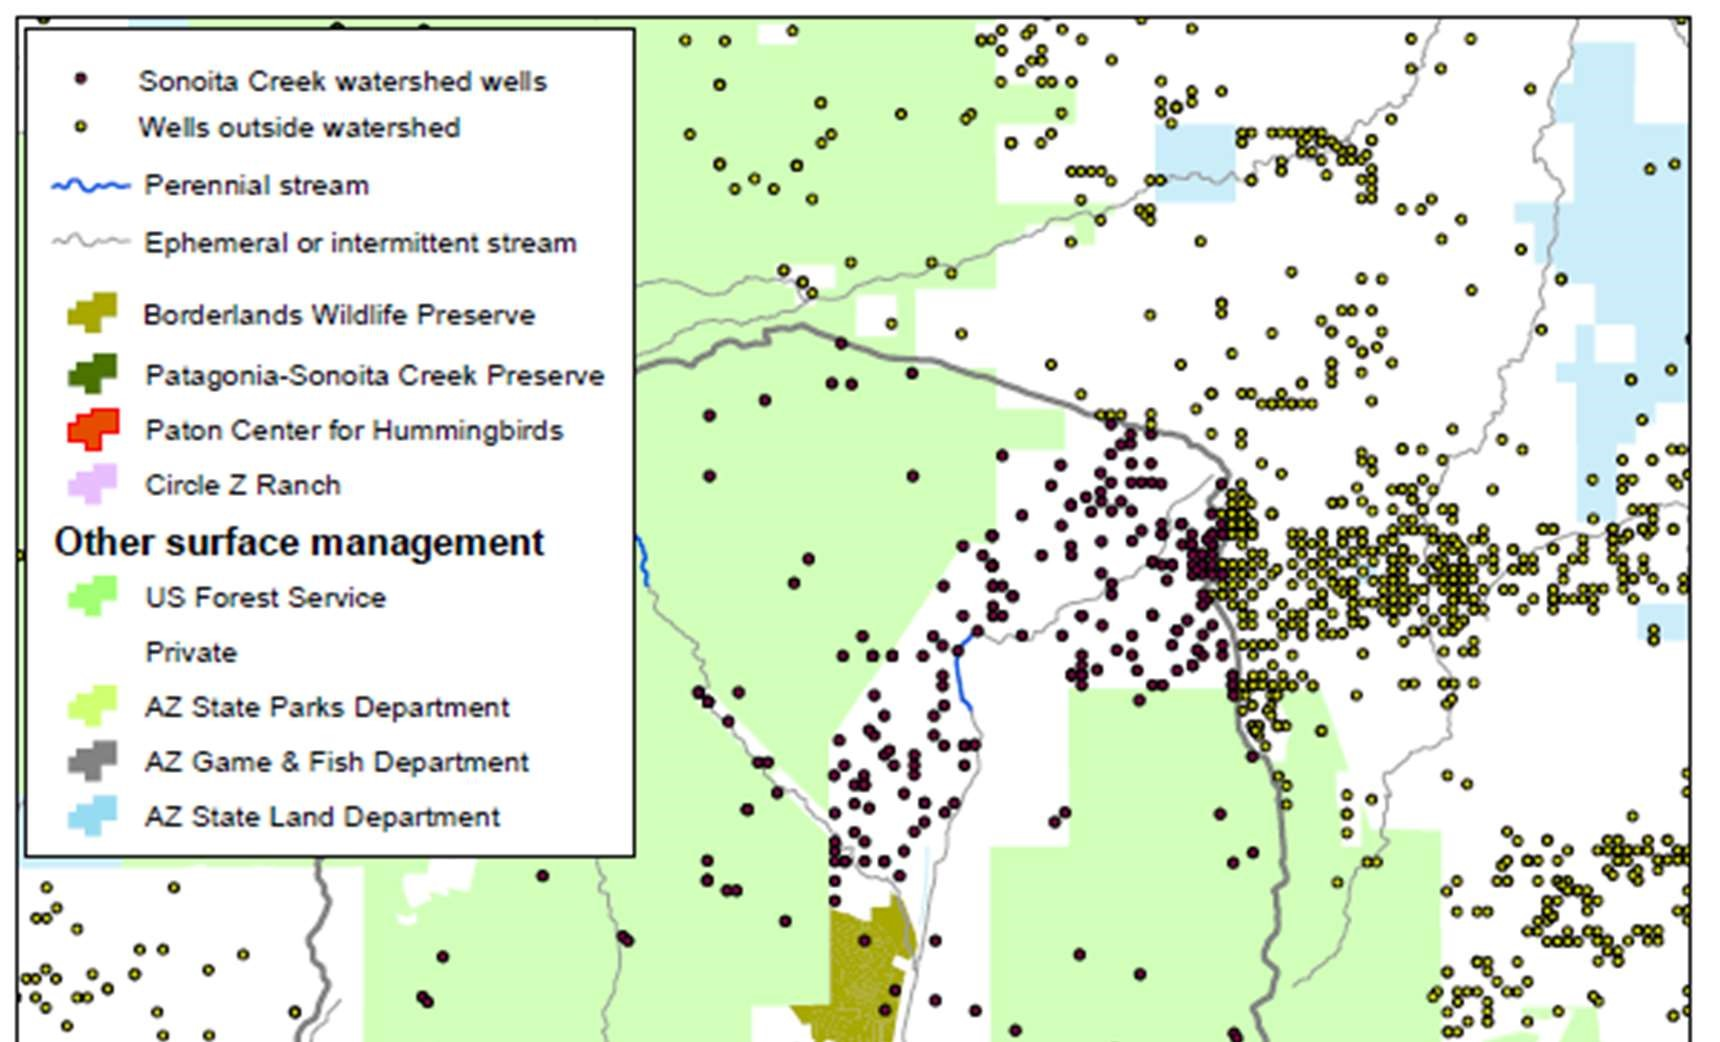 Sonoita Creek watershed wells
Wells outside watershed
Perennial stream
Ephemeral or intermittent stream
Borderlands Wildlife Preserve
Patagonia-Sonoita Creek Preserve
Paton Center for Hummingbirds
Circle Z Ranch
Other surface management
US Forest Service
Private
AZ State Parks Department
AZ Game & Fish Department
AZ State Land Department